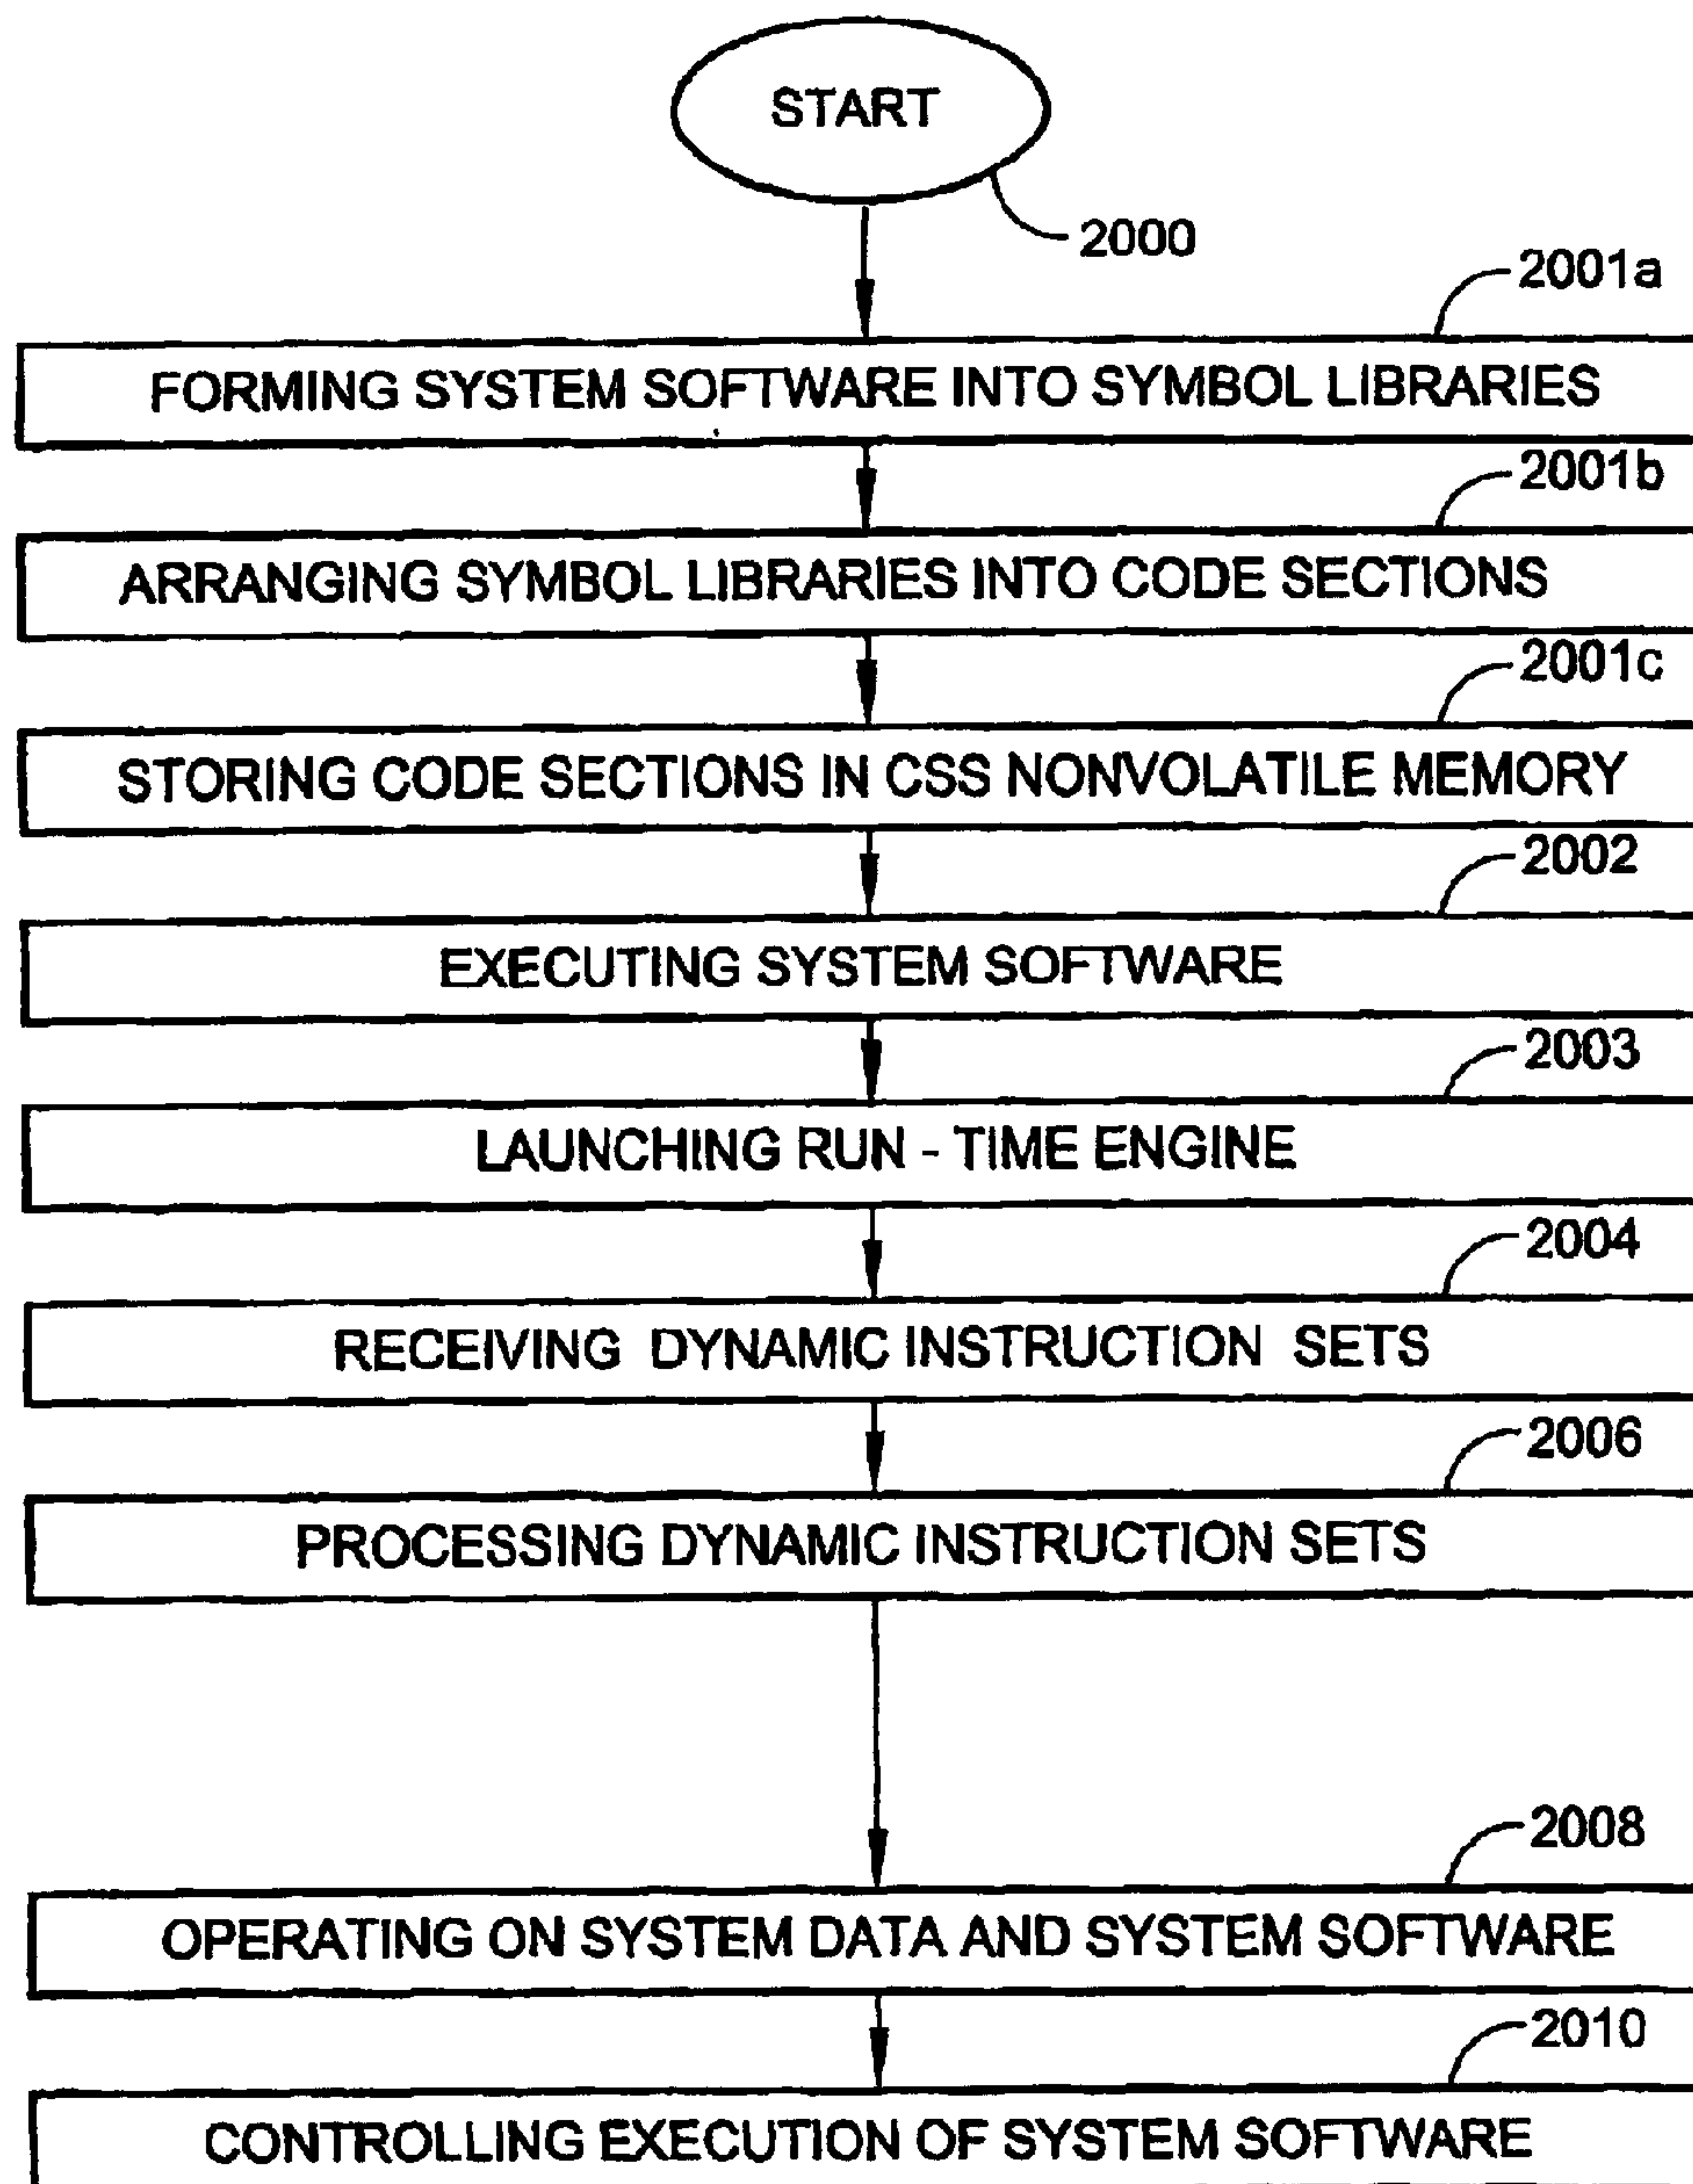 START
2000
2001a
FORMING SYSTEM SOFTWARE INTO SYMBOL LIBRARIES
2001b
ARRANGING SYMBOL LIBRARIES INTO CODE SECTIONS
2001c
STORING CODE SECTIONS IN CSS NONVOLATILE MEMORY
2002
EXECUTING SYSTEM SOFTWARE
2003
LAUNCHING RUN - TIME ENGINE
2004
RECEIVING DYNAMIC INSTRUCTION SETS
2006
PROCESSING DYNAMIC INSTRUCTION SETS
2008
OPERATING ON SYSTEM DATA AND SYSTEM SOFTWARE
2010
CONTROLLING EXECUTION OF SYSTEM SOFTWARE